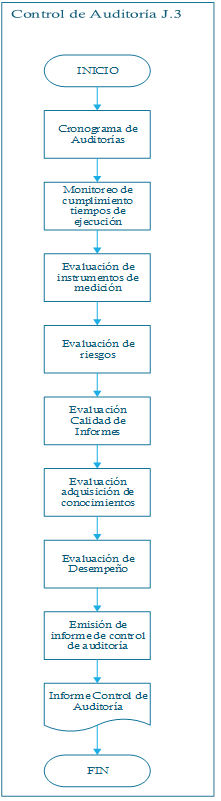 Control de Auditoría J.3
INICIO
Cronograma de
Auditorías
Monitoreo de
cumplimiento
tiempos de
ejecución
Evaluación de
instrumentos de
medición
Evaluación de
riesgos
Evaluación
Calidad de
Informes
Evaluación
adquisición de
conocimientos
Evaluación de
Desempeño
Emisión de
informe de control
de auditoría
Informe Control de
Auditoría
FIN